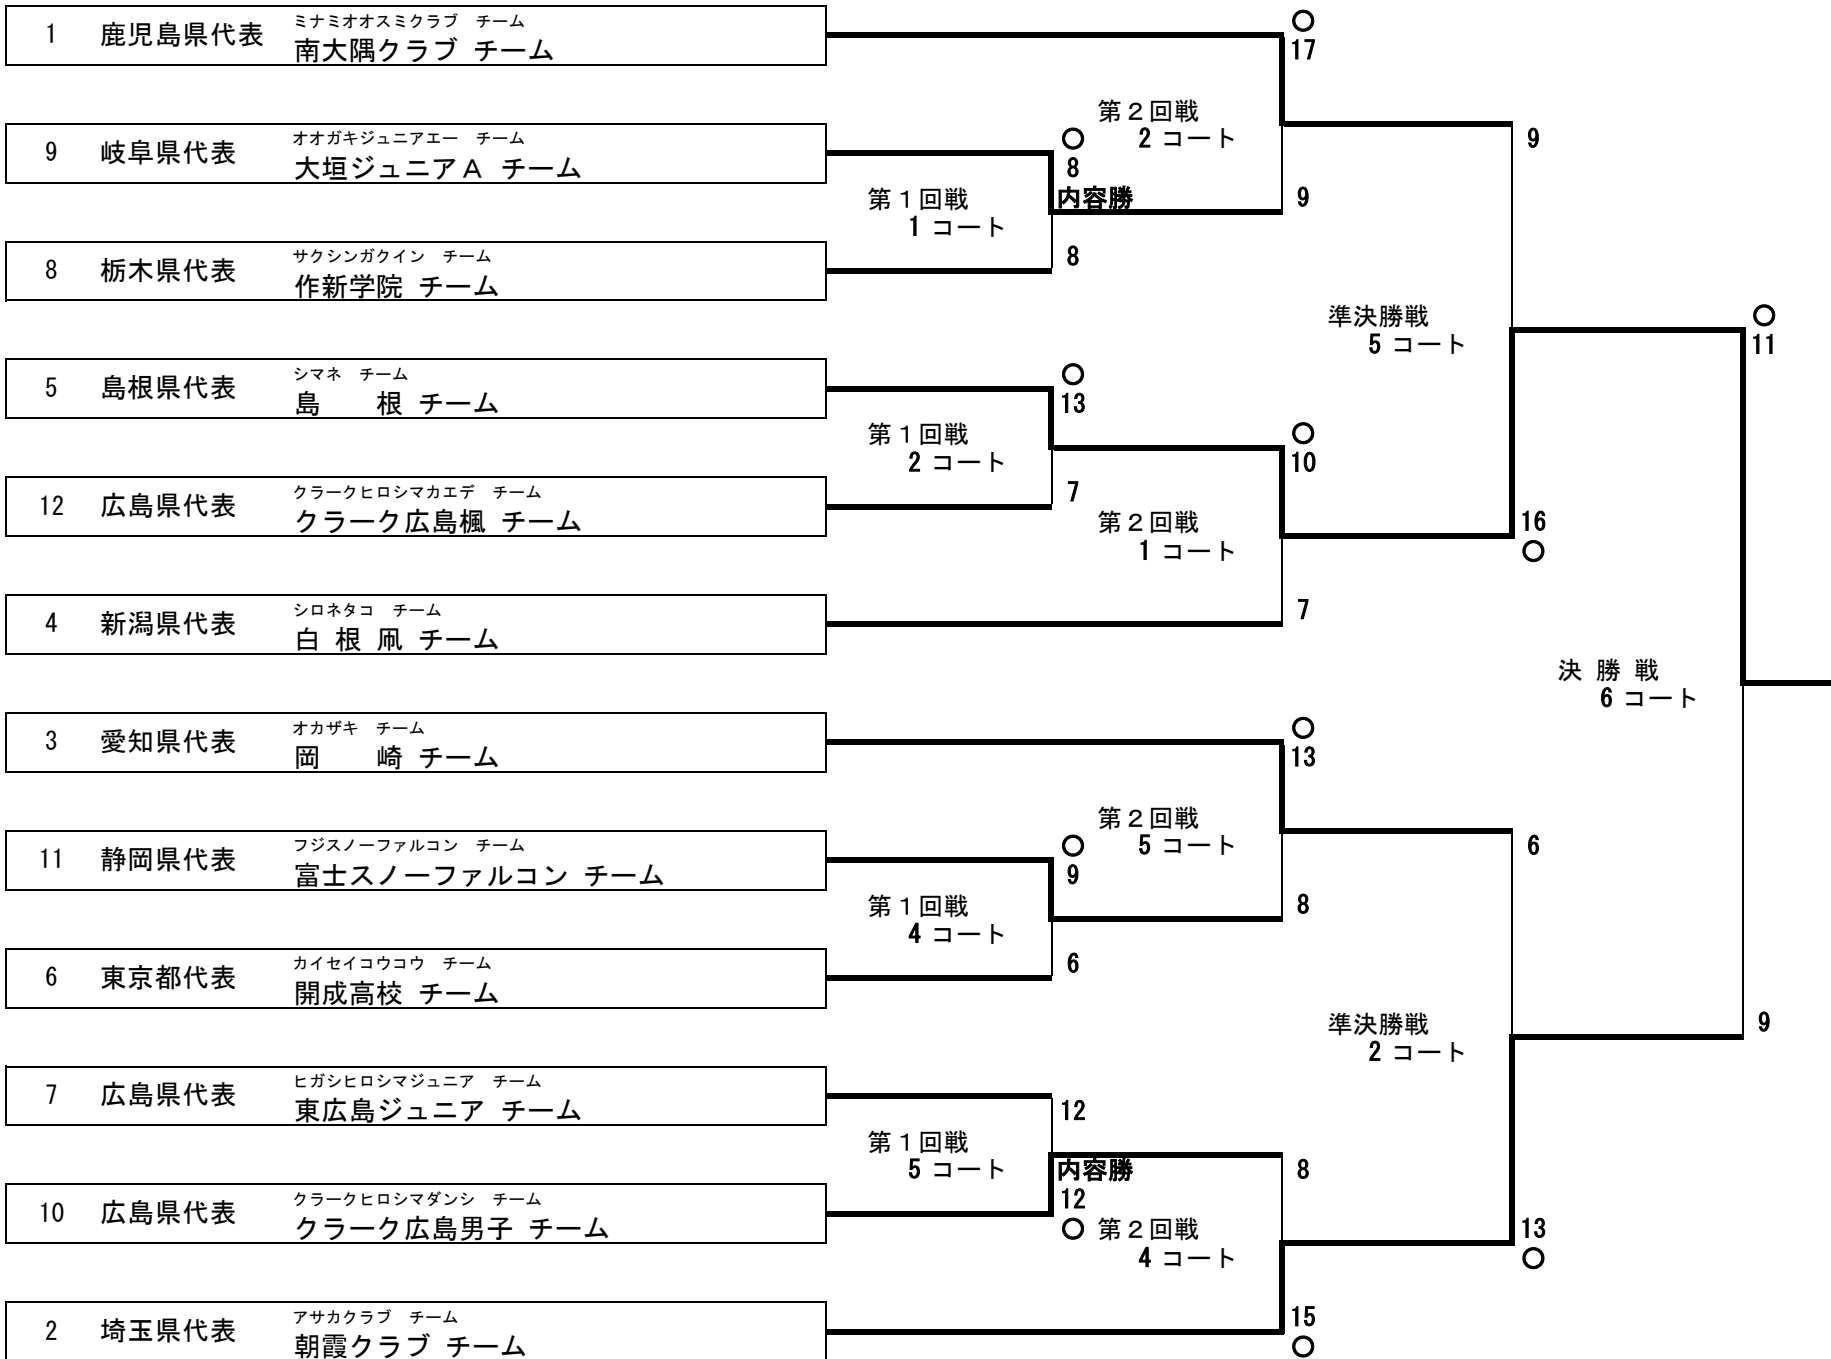 ミナミオオスミクラブ チーム
1 鹿児島県代表 南大隅クラブ チーム
○
17
第２回戦
2 コート
9
オオガキジュニアエー チーム
9 岐阜県代表 大垣ジュニアＡ チーム
○
8
内容勝
第１回戦
1 コート
9
サクシンガクイン チーム
8 栃木県代表 作新学院 チーム
8
準決勝戦
5 コート
○
11
シマネ チーム
5 島根県代表 島 根 チーム
○
13
第１回戦
2 コート
○
10
クラークヒロシマカエデ チーム
12 広島県代表 クラーク広島楓 チーム
7
第２回戦
1 コート
16
○
シロネタコ チーム
4 新潟県代表 白 根 凧 チーム
7
決 勝 戦
6 コート
オカザキ チーム
3 愛知県代表 岡 崎 チーム
○
13
第２回戦
5 コート
6
フジスノーファルコン チーム
11 静岡県代表 富士スノーファルコン チーム
○
9
第１回戦
4 コート
8
カイセイコウコウ チーム
6 東京都代表 開成高校 チーム
6
準決勝戦
2 コート
9
ヒガシヒロシマジュニア チーム
7 広島県代表 東広島ジュニア チーム
12
第１回戦
5 コート
内容勝
8
クラークヒロシマダンシ チーム
10 広島県代表 クラーク広島男子 チーム
12
○
第２回戦
4 コート
13
○
アサカクラブ チーム
2 埼玉県代表 朝霞クラブ チーム
15
○